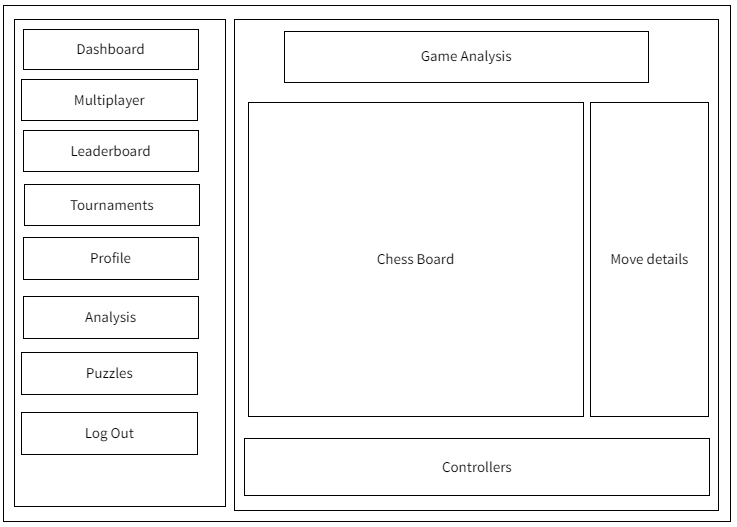 Dashboard
Multiplayer
Leaderboard
Tournaments
Profile
Analysis
Puzzles
Log Out
Game Analysis
Chess Board
Move details
Controllers